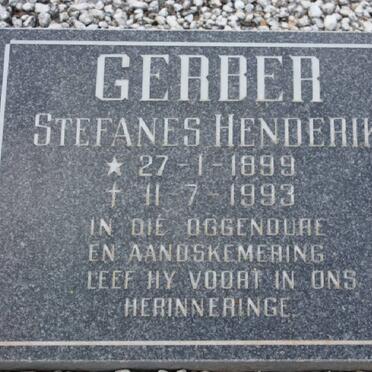 GERBER
STEFANES HENDERIK
★ 27-1-1899
† 11-7-1993
IN DIE OGGENDURE
EN AANDSKEMERING
LEEF HY VOORT IN ONS
HERINNERINGE.